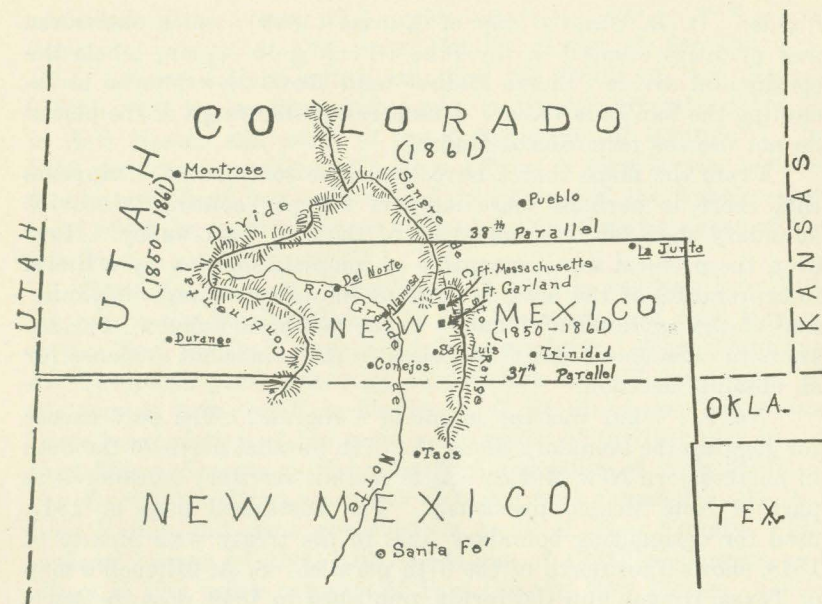 COLORADO
(1861)
UTAH
UTAH
(1850-1861)
KANSAS
Montrose
Pueblo
Divide
Continental
Sangre de Cristo Range
38th Parallel
La Junta
Del Norte
Rio Grande del Norte
Alamosa
Ft. Massachusetts
Ft. Garland
NEW MEXICO
(1850-1861)
Durango
San Luis
Trinidad
Conejos
37th Parallel
OKLA.
Taos
NEW MEXICO
TEX.
Santa Fe'